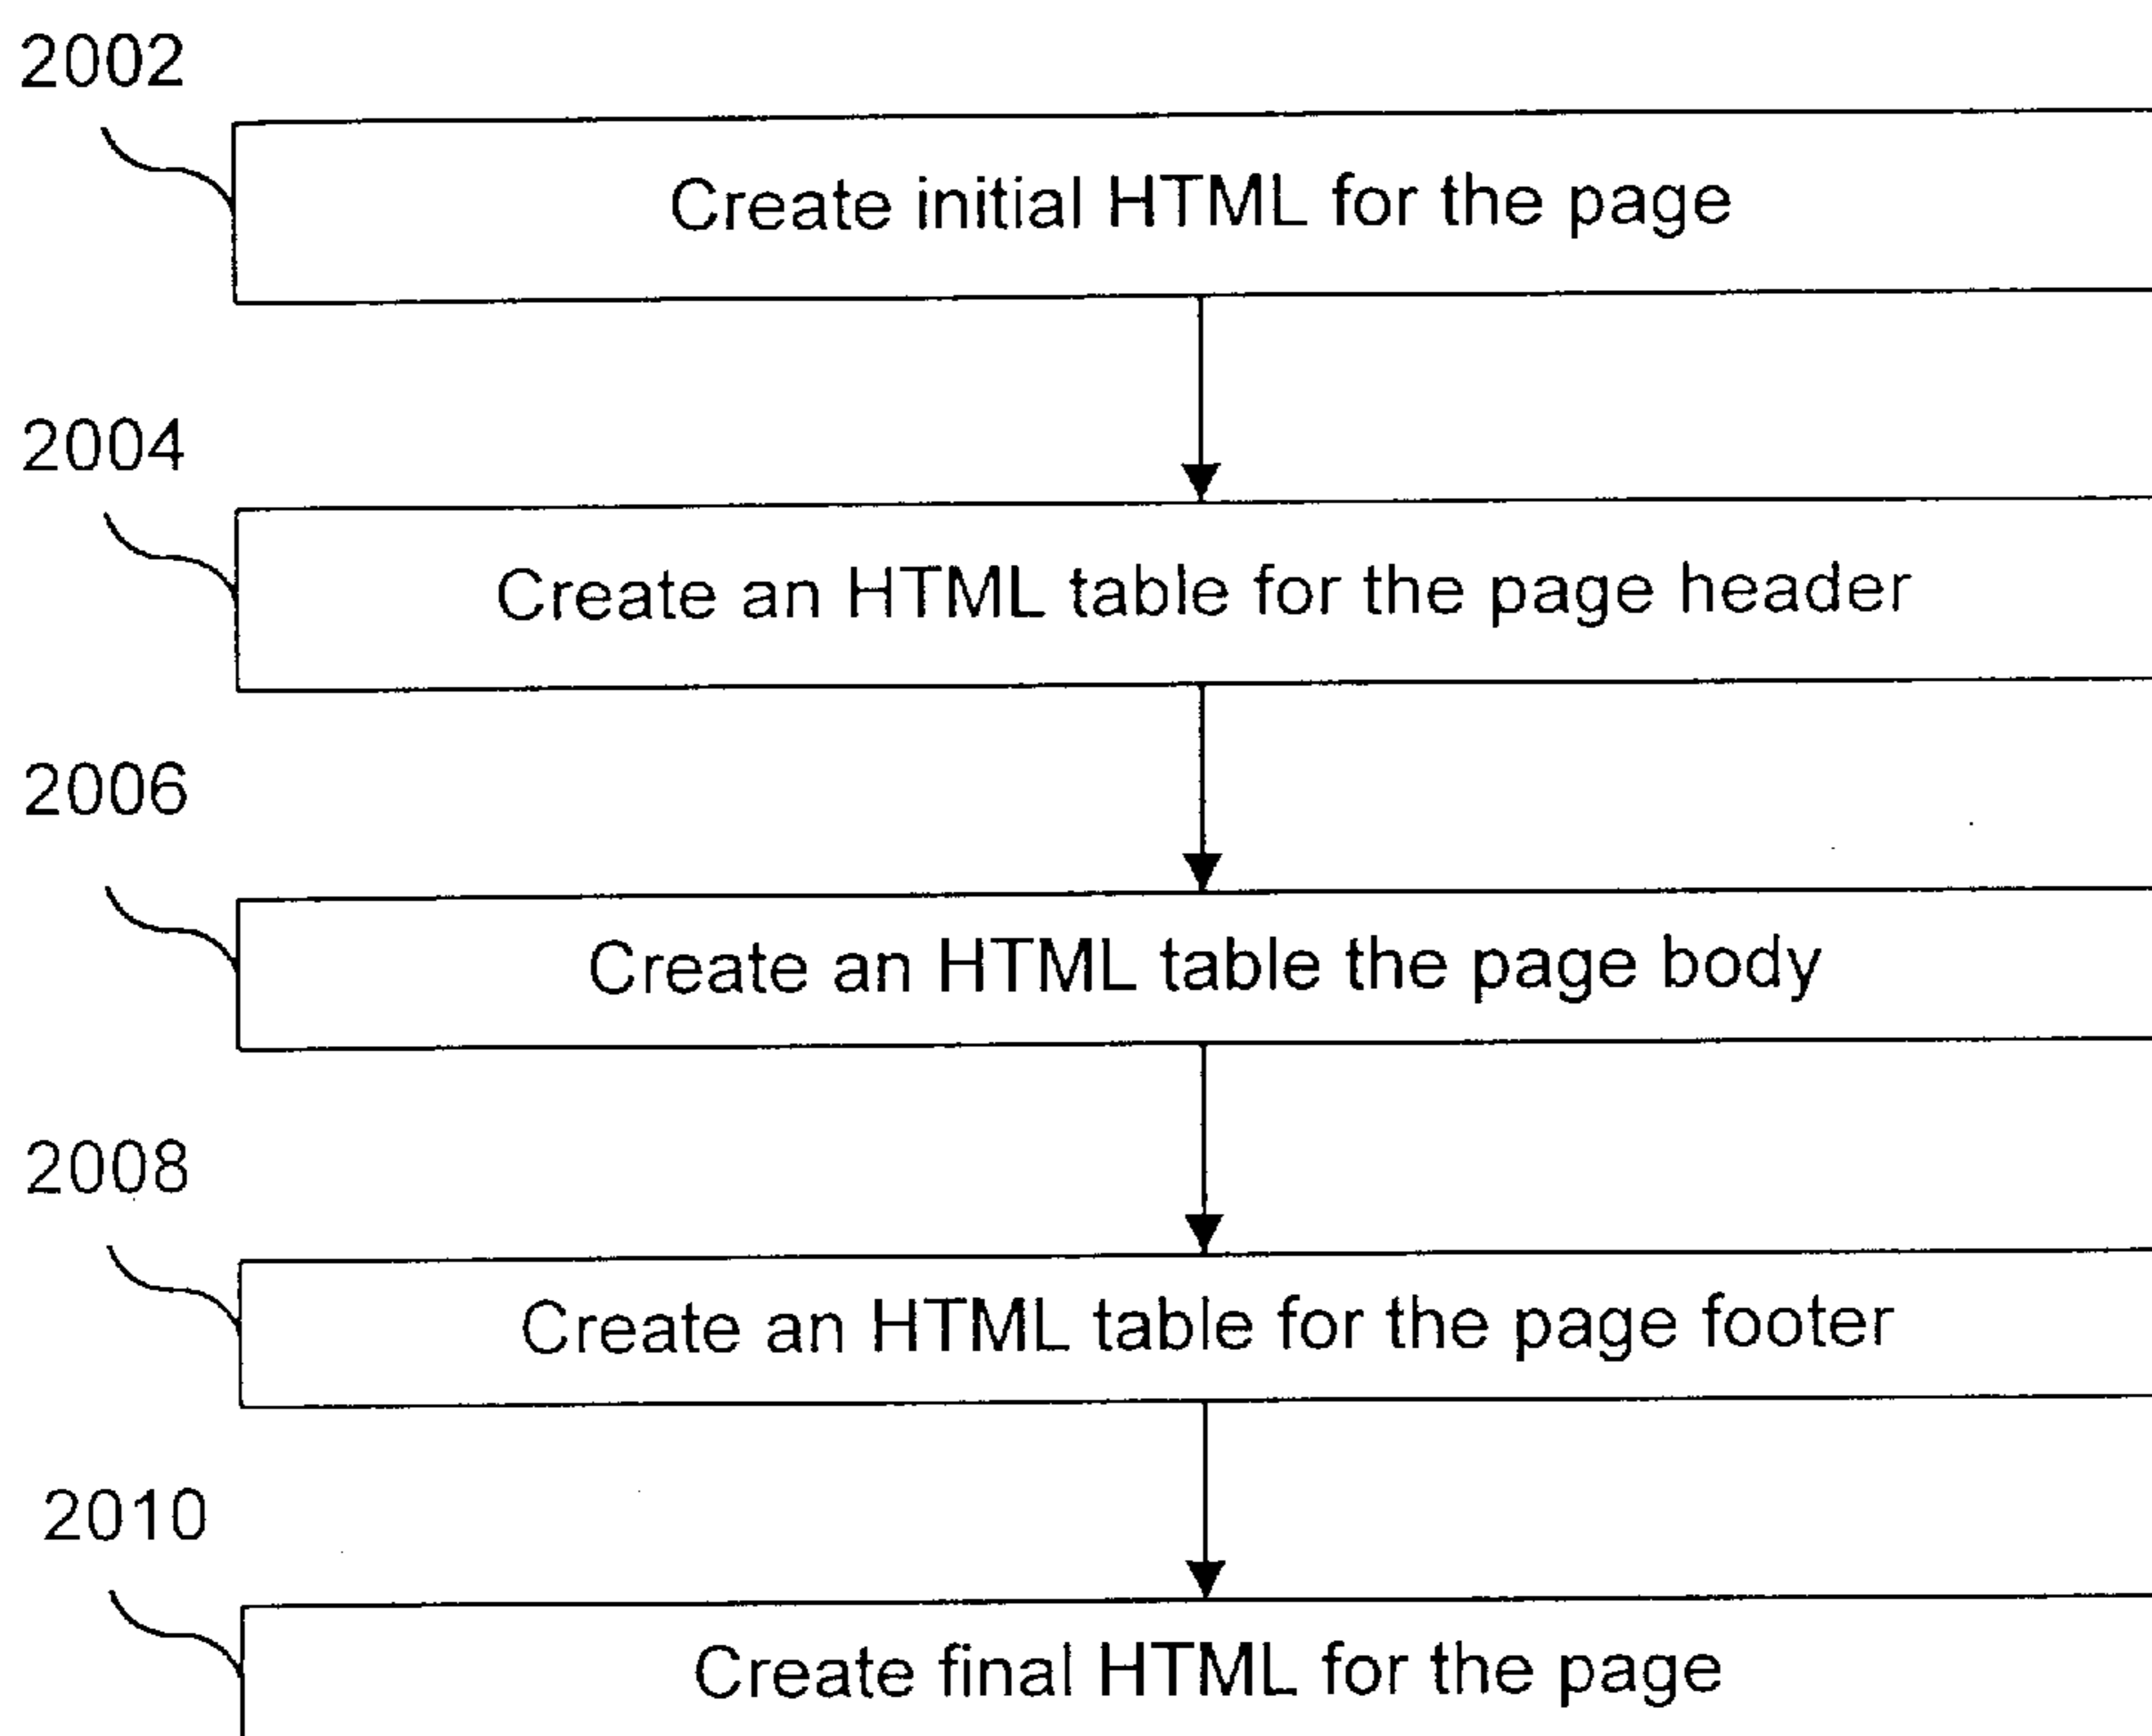 2002
Create initial HTML for the page
2004
Create an HTML table for the page header
2006
Create an HTML table the page body
2008
Create an HTML table for the page footer
2010
Create final HTML for the page